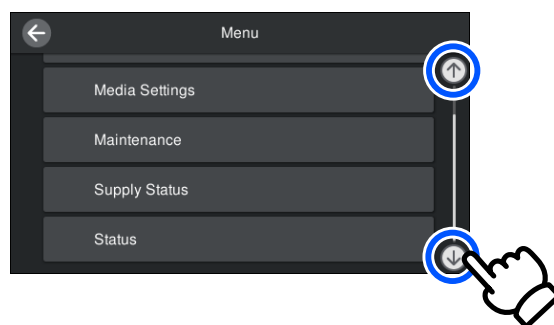 Menu
Media Settings
Maintenance
Supply Status
Status